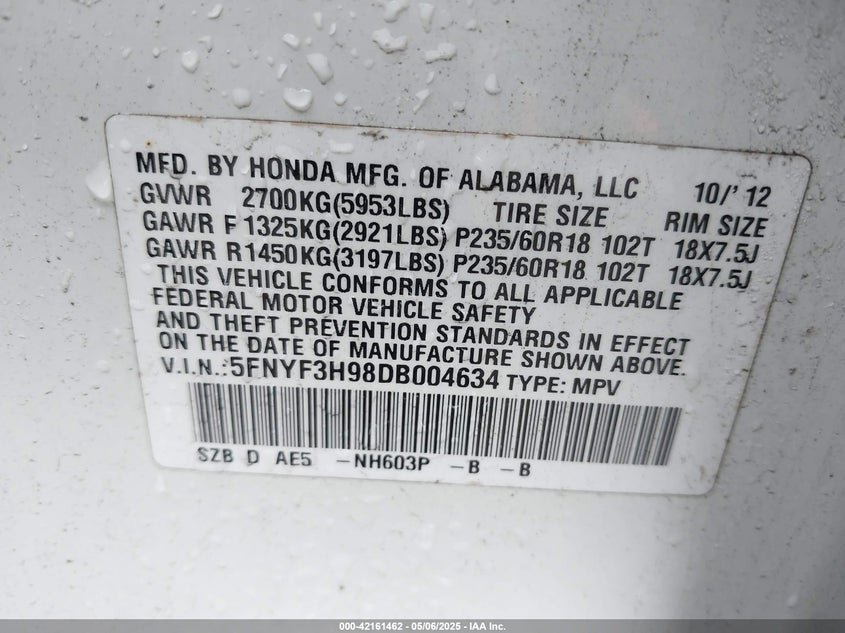 MFD. BY HONDA MFG. OF ALABAMA, LLC 10/'12
GVWR 2700KG(5953LBS) TIRE SIZE RIM SIZE
GAWR F 1325KG(2921LBS) P235/60R18 102T 18X7.5J
GAWR R1450KG(3197LBS) P235/60R18 102T 18X7.5J
THIS VEHICLE CONFORMS TO ALL APPLICABLE
FEDERAL MOTOR VEHICLE SAFETY
AND THEFT PREVENTION STANDARDS IN EFFECT
ON THE DATE OF MANUFACTURE SHOWN ABOVE.
V.I.N.:5FNYF3H98DB004634 TYPE: MPV
SZB D AE5 -NH603P -B -B
000-42161462 - 05/06/2025 - IAA Inc.